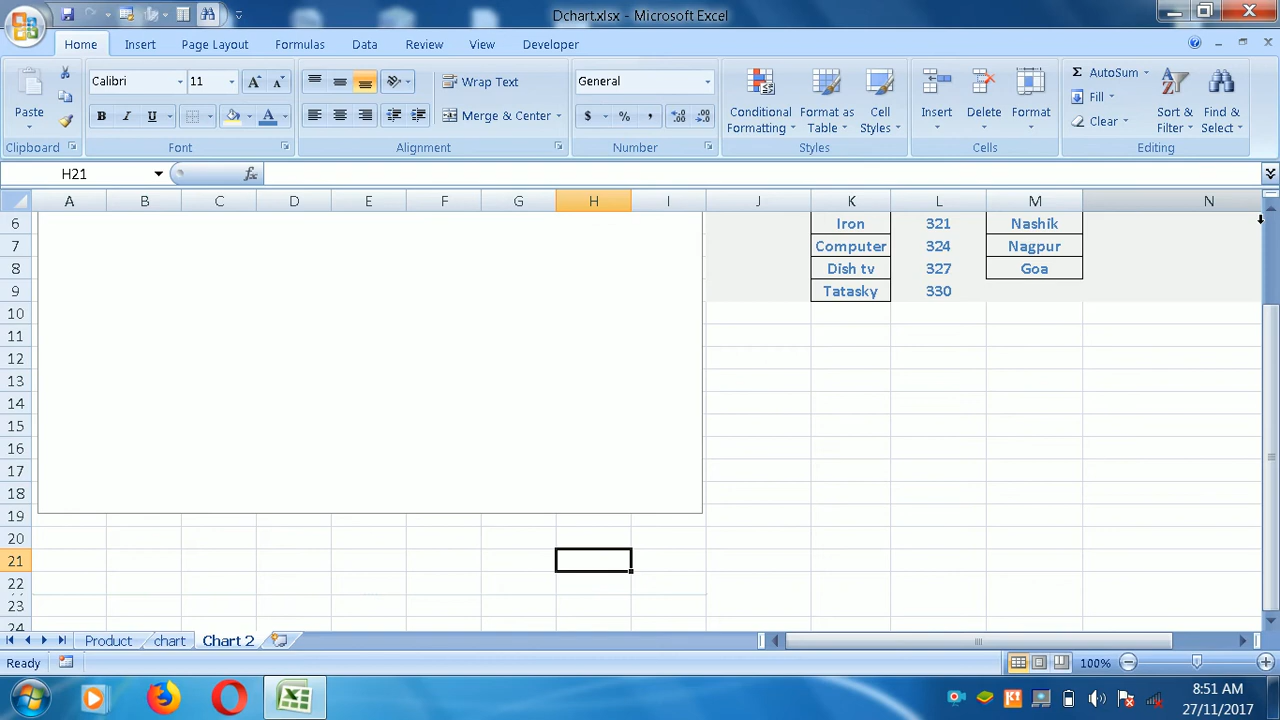 Dchart.xlsx - Microsoft Excel
Home Insert Page Layout Formulas Data Review View Developer
Paste
Clipboard
Calibri 11
B I U A
Font
Wrap Text
Merge & Center
Alignment
General
$ % ,
Number
Conditional Formatting
Format as Table
Cell Styles
Styles
Insert Delete Format
Cells
Σ AutoSum
Fill
Clear
Sort & Filter
Find & Select
Editing
H21 fx
A B C D E F G H I J K L M N
6 Iron 321 Nashik
7 Computer 324 Nagpur
8 Dish tv 327 Goa
9 Tatasky 330
10
11
12
13
14
15
16
17
18
19
20
21
22
23
24
Product chart Chart 2
Ready 100%
8:51 AM
27/11/2017